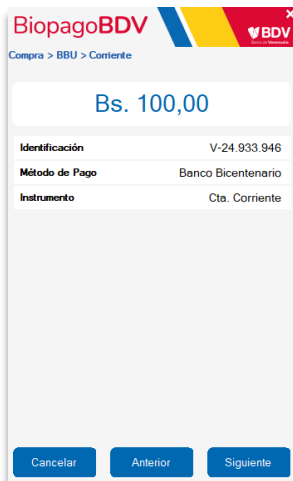 BiopagoBDV
BDV
Banco de Venezuela
Compra > BBU > Corriente
Bs. 100,00
Identificación V-24.933.946
Método de Pago Banco Bicentenario
Instrumento Cta. Corriente
Cancelar Anterior Siguiente